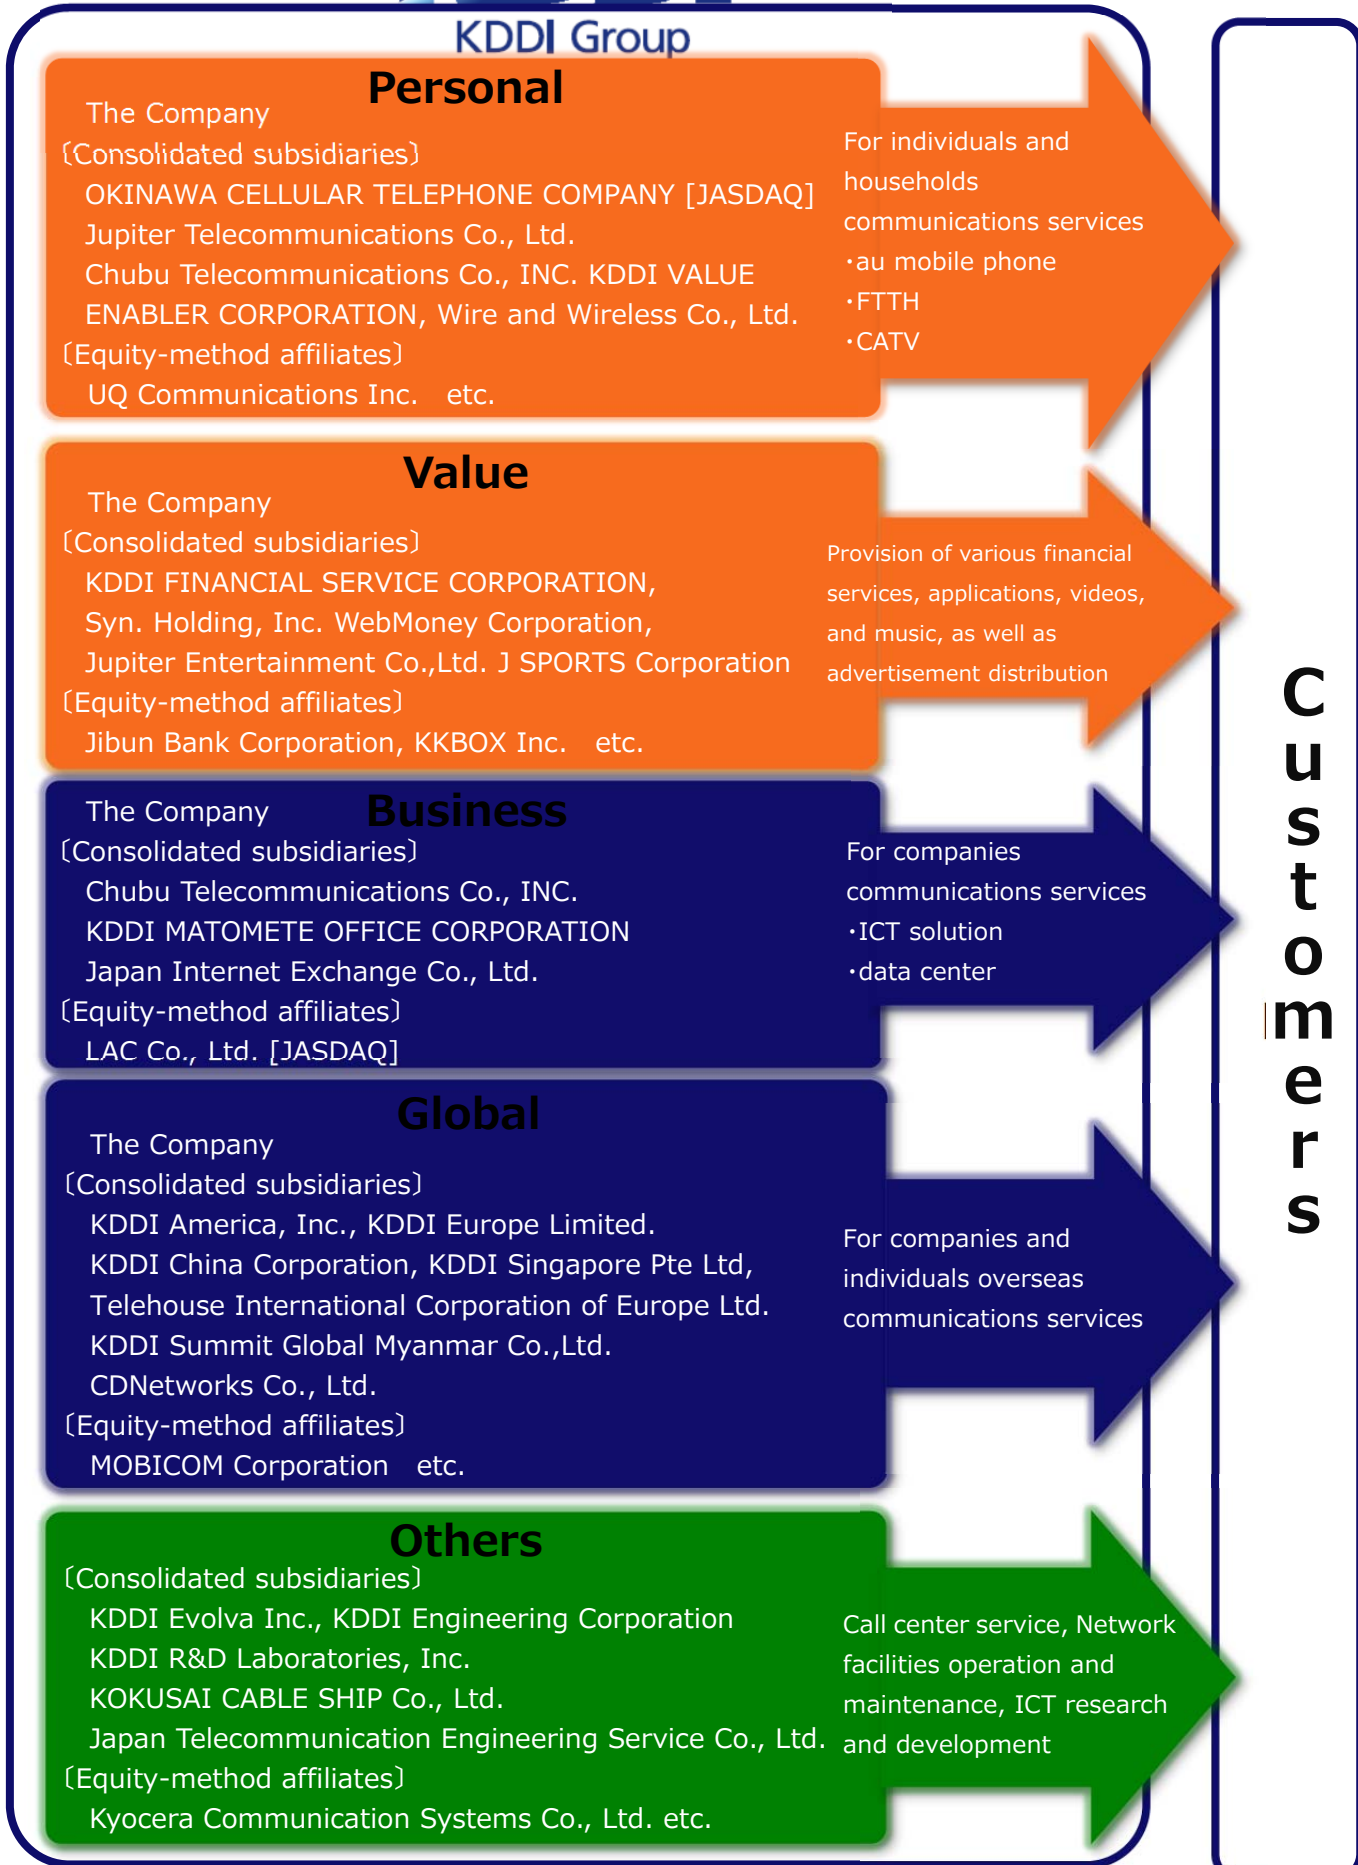 KDDI Group
Personal
The Company
〔Consolidated subsidiaries〕
OKINAWA CELLULAR TELEPHONE COMPANY [JASDAQ]
Jupiter Telecommunications Co., Ltd.
Chubu Telecommunications Co., INC. KDDI VALUE
ENABLER CORPORATION, Wire and Wireless Co., Ltd.
〔Equity-method affiliates〕
UQ Communications Inc. etc.
For individuals and
households
communications services
・au mobile phone
・FTTH
・CATV
Value
The Company
〔Consolidated subsidiaries〕
KDDI FINANCIAL SERVICE CORPORATION,
Syn. Holding, Inc. WebMoney Corporation,
Jupiter Entertainment Co.,Ltd. J SPORTS Corporation
〔Equity-method affiliates〕
Jibun Bank Corporation, KKBOX Inc. etc.
Provision of various financial
services, applications, videos,
and music, as well as
advertisement distribution
Business
The Company
〔Consolidated subsidiaries〕
Chubu Telecommunications Co., INC.
KDDI MATOMETE OFFICE CORPORATION
Japan Internet Exchange Co., Ltd.
〔Equity-method affiliates〕
LAC Co., Ltd. [JASDAQ]
For companies
communications services
・ICT solution
・data center
Global
The Company
〔Consolidated subsidiaries〕
KDDI America, Inc., KDDI Europe Limited.
KDDI China Corporation, KDDI Singapore Pte Ltd,
Telehouse International Corporation of Europe Ltd.
KDDI Summit Global Myanmar Co.,Ltd.
CDNetworks Co., Ltd.
〔Equity-method affiliates〕
MOBICOM Corporation etc.
For companies and
individuals overseas
communications services
Others
〔Consolidated subsidiaries〕
KDDI Evolva Inc., KDDI Engineering Corporation
KDDI R&D Laboratories, Inc.
KOKUSAI CABLE SHIP Co., Ltd.
Japan Telecommunication Engineering Service Co., Ltd.
〔Equity-method affiliates〕
Kyocera Communication Systems Co., Ltd. etc.
Call center service, Network
facilities operation and
maintenance, ICT research
and development
Customers